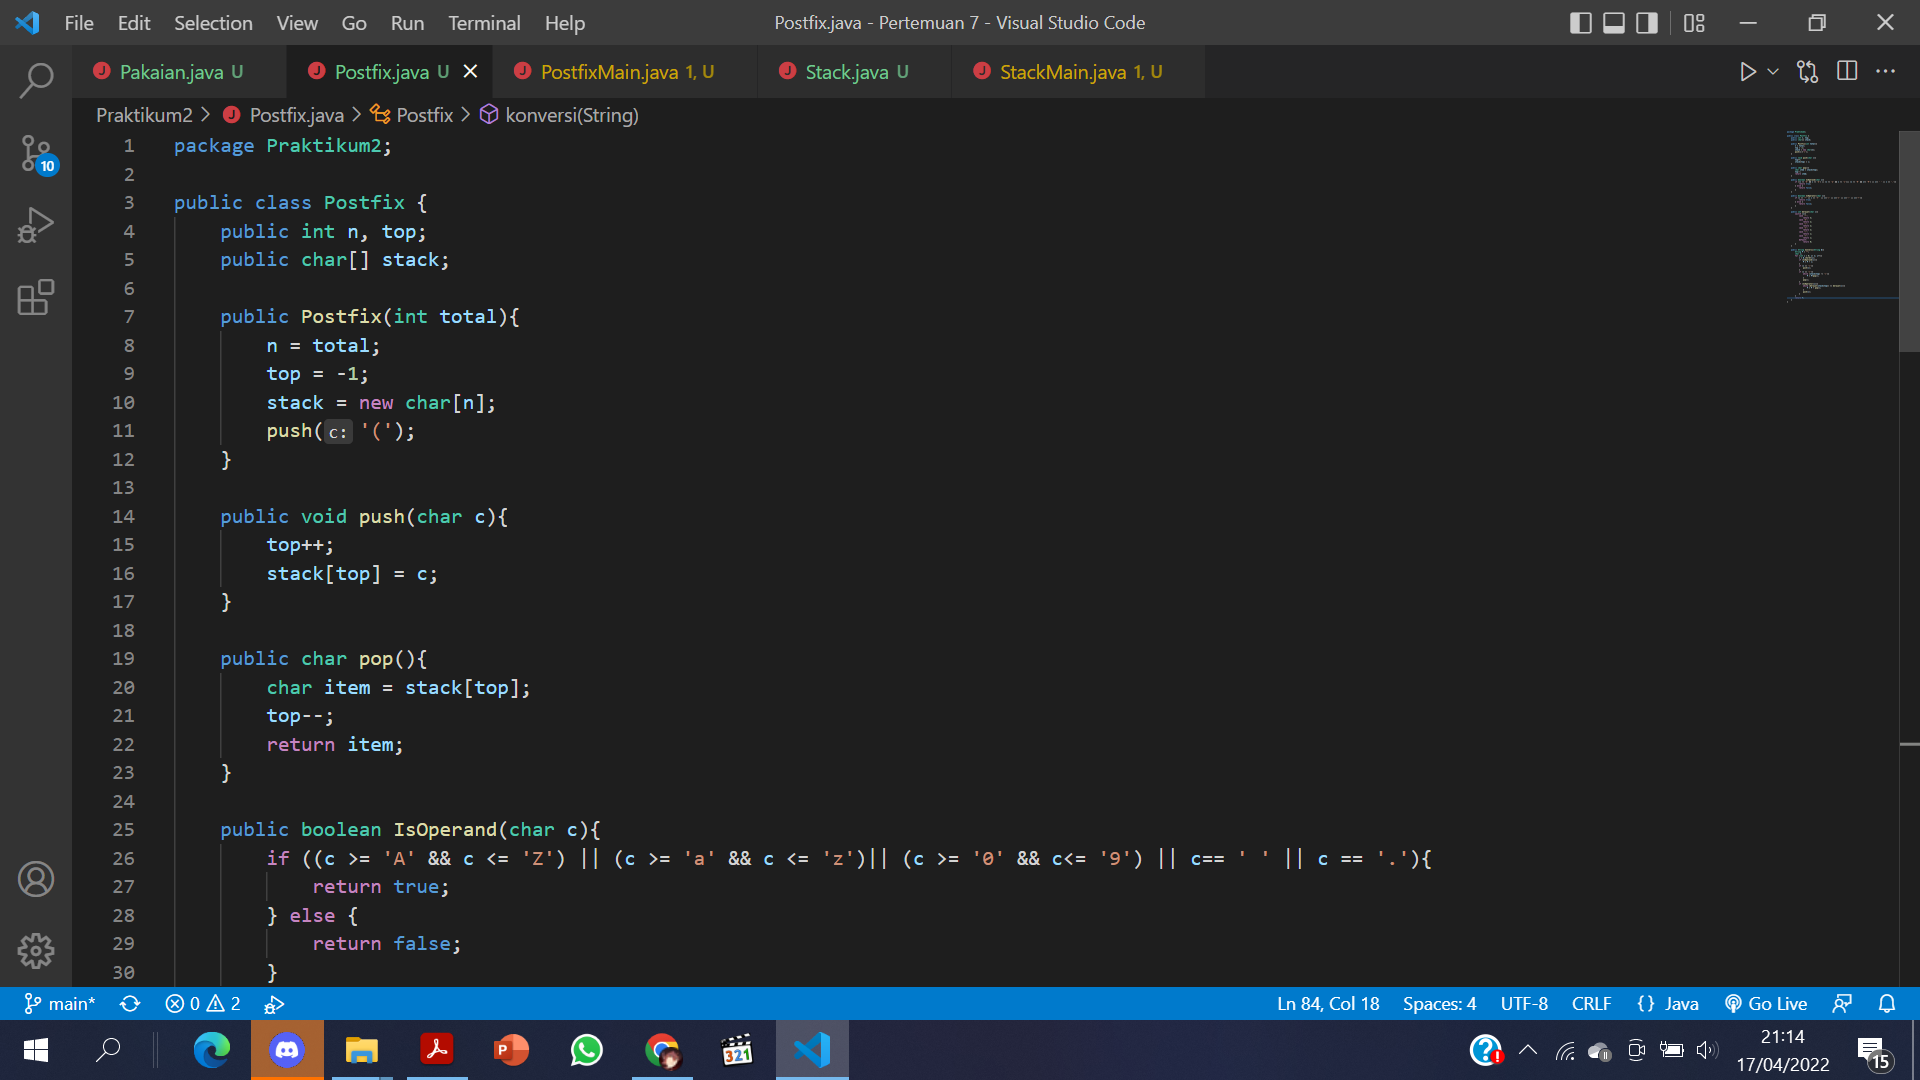 File Edit Selection View Go Run Terminal Help Postfix.java - Pertemuan 7 - Visual Studio Code
Pakaian.java U Postfix.java U PostfixMain.java 1, U Stack.java U StackMain.java 1, U
Praktikum2 > Postfix.java > Postfix > konversi(String)
10
1 package Praktikum2;
2
3 public class Postfix {
4 public int n, top;
5 public char[] stack;
6
7 public Postfix(int total){
8 n = total;
9 top = -1;
10 stack = new char[n];
11 push(c: '(');
12 }
13
14 public void push(char c){
15 top++;
16 stack[top] = c;
17 }
18
19 public char pop(){
20 char item = stack[top];
21 top--;
22 return item;
23 }
24
25 public boolean IsOperand(char c){
26 if ((c >= 'A' && c <= 'Z') || (c >= 'a' && c <= 'z')|| (c >= '0' && c<= '9') || c== ' ' || c == '.'){
27 return true;
28 } else {
29 return false;
30 }
main* 0 2 Ln 84, Col 18 Spaces: 4 UTF-8 CRLF {} Java Go Live
321 21:14
17/04/2022 15